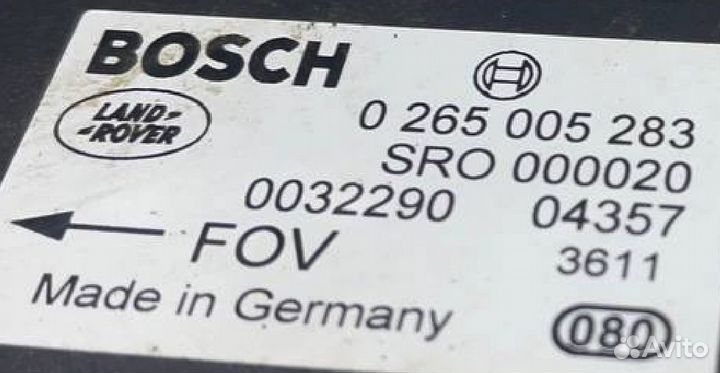 BOSCH
LAND-
-ROVER
0 265 005 283
SRO 000020
0032290 04357
FOV 3611
Made in Germany
080
Avito